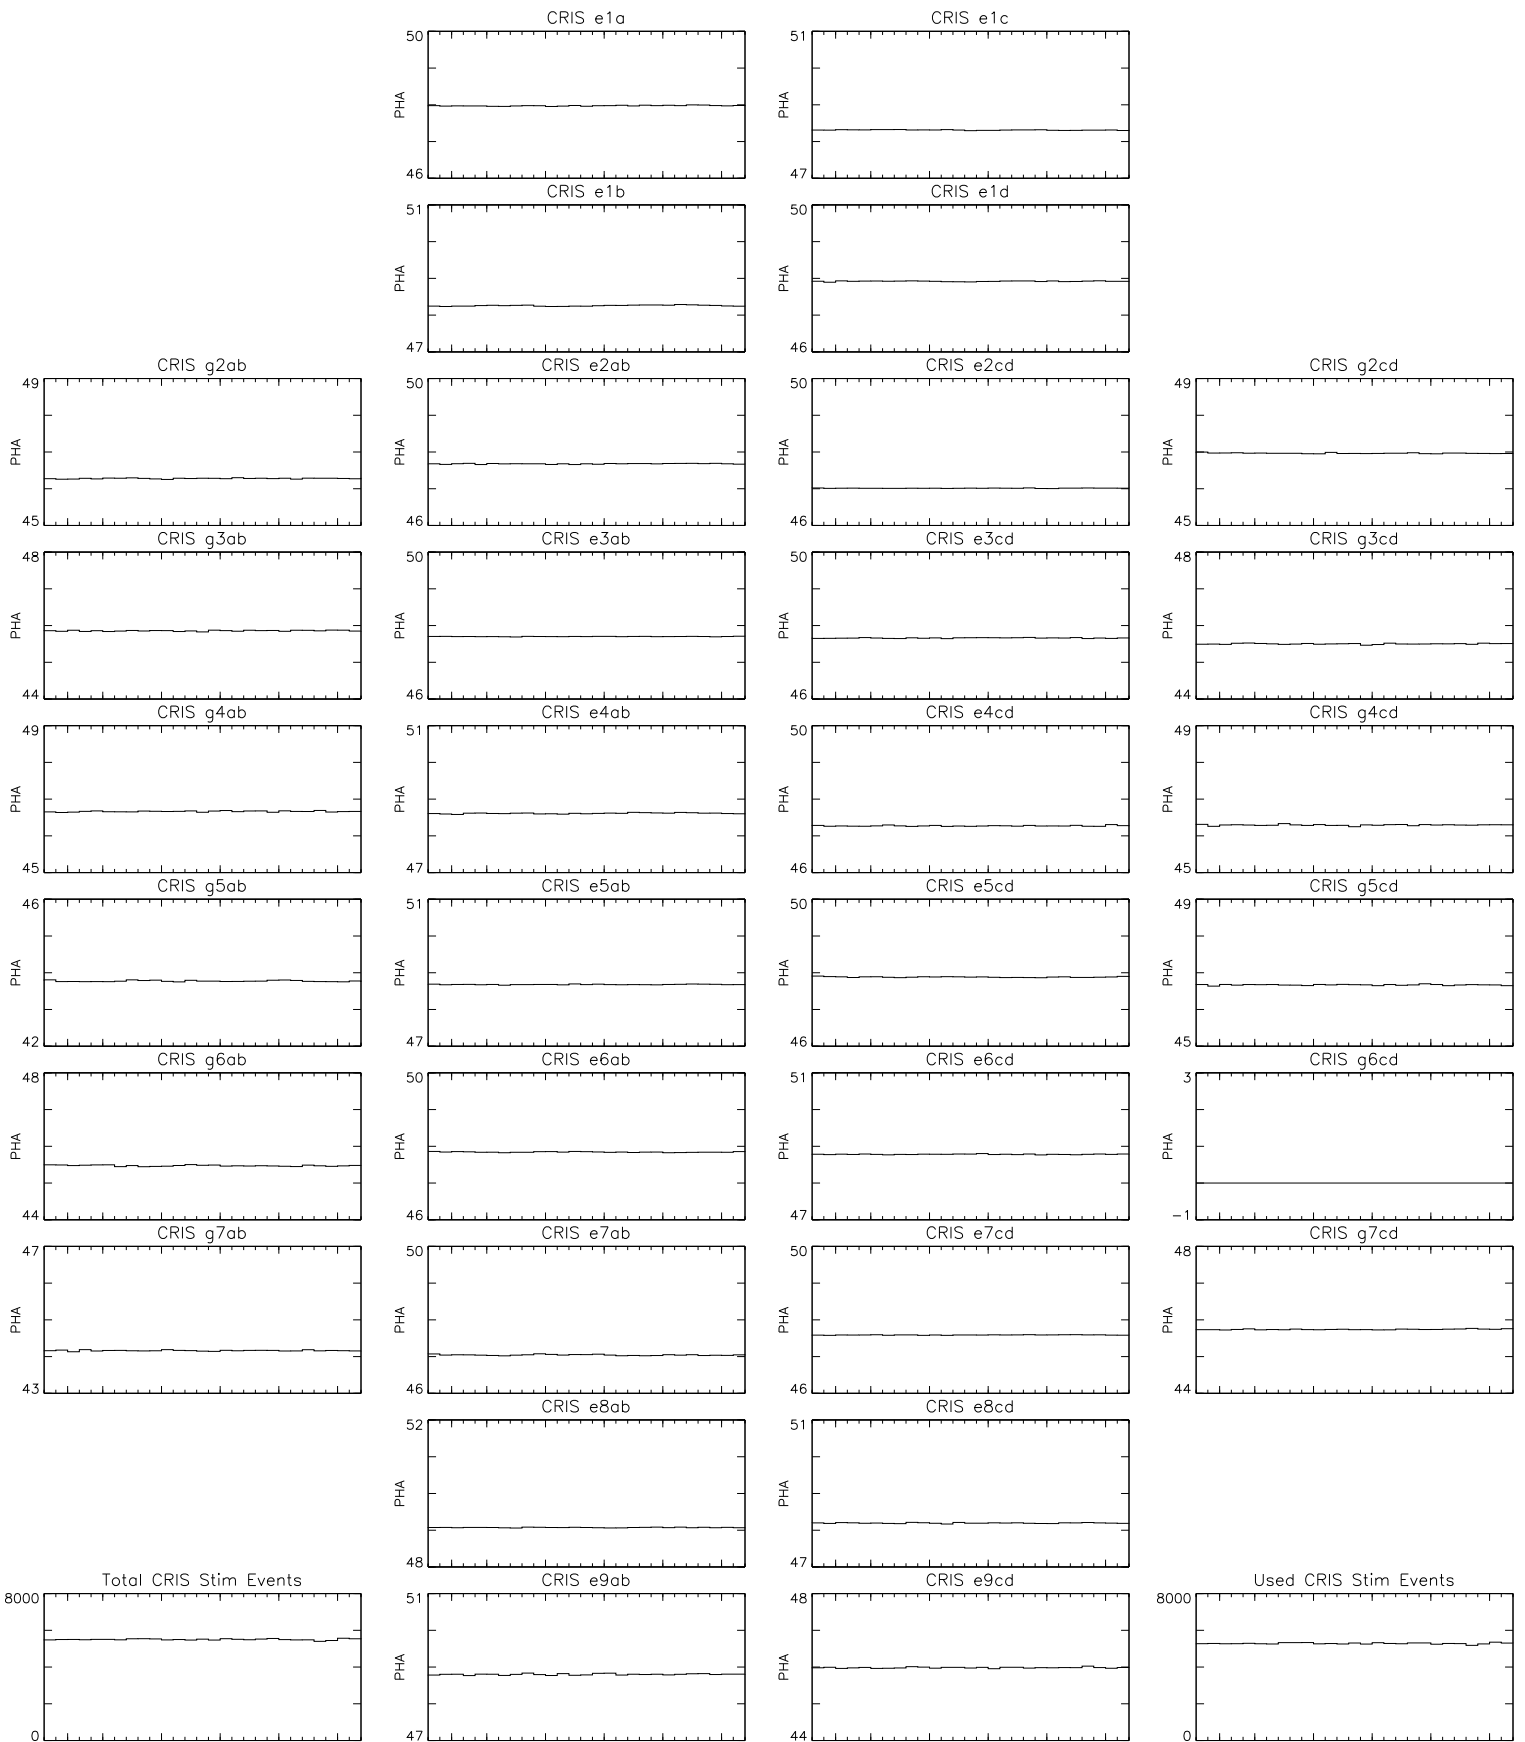 CRIS e1a
50
PHA
46
CRIS e1c
51
PHA
47
CRIS e1b
51
PHA
47
CRIS e1d
50
PHA
46
CRIS g2ab
49
PHA
45
CRIS e2ab
50
PHA
46
CRIS e2cd
50
PHA
46
CRIS g2cd
49
PHA
45
CRIS g3ab
48
PHA
44
CRIS e3ab
50
PHA
46
CRIS e3cd
50
PHA
46
CRIS g3cd
48
PHA
44
CRIS g4ab
49
PHA
45
CRIS e4ab
51
PHA
47
CRIS e4cd
50
PHA
46
CRIS g4cd
49
PHA
45
CRIS g5ab
46
PHA
42
CRIS e5ab
51
PHA
47
CRIS e5cd
50
PHA
46
CRIS g5cd
49
PHA
45
CRIS g6ab
48
PHA
44
CRIS e6ab
50
PHA
46
CRIS e6cd
51
PHA
47
CRIS g6cd
3
PHA
-1
CRIS g7ab
47
PHA
43
CRIS e7ab
50
PHA
46
CRIS e7cd
50
PHA
46
CRIS g7cd
48
PHA
44
CRIS e8ab
52
PHA
48
CRIS e8cd
51
PHA
47
Total CRIS Stim Events
8000
0
CRIS e9ab
51
PHA
47
CRIS e9cd
48
PHA
44
Used CRIS Stim Events
8000
0